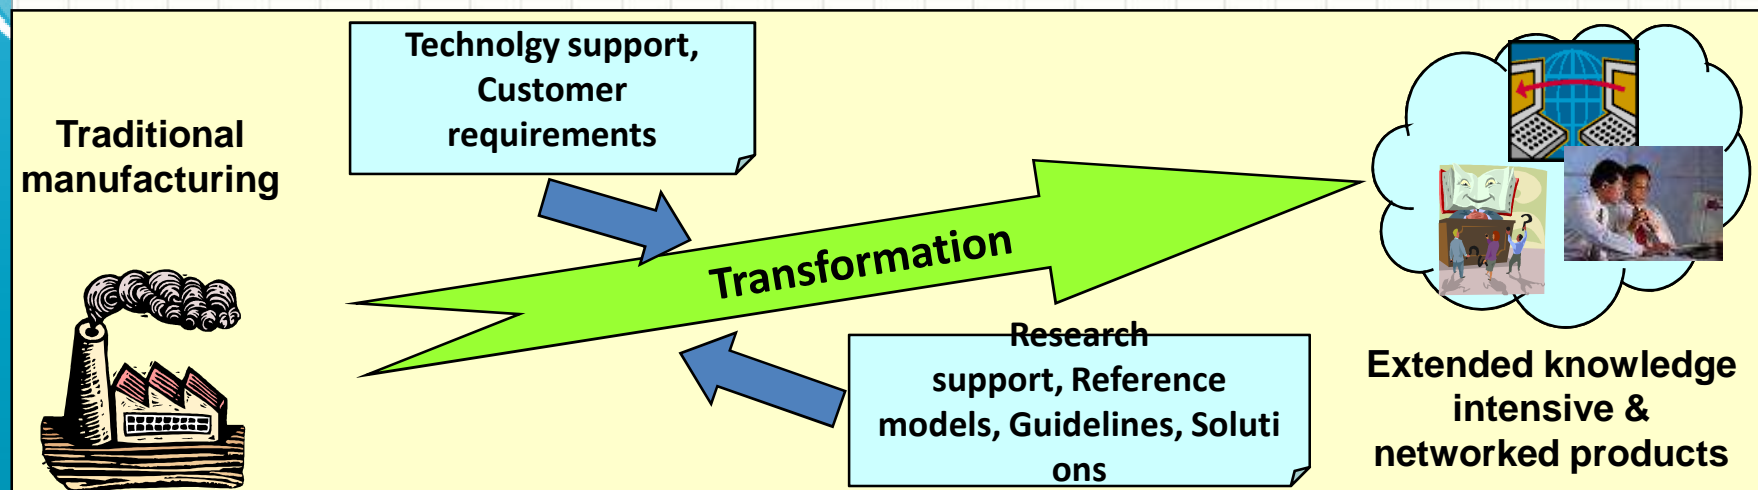 Traditional
manufacturing
Technolgy support,
Customer
requirements
Transformation
Research
support, Reference
models, Guidelines, Soluti
ons
?
Extended knowledge
intensive &
networked products